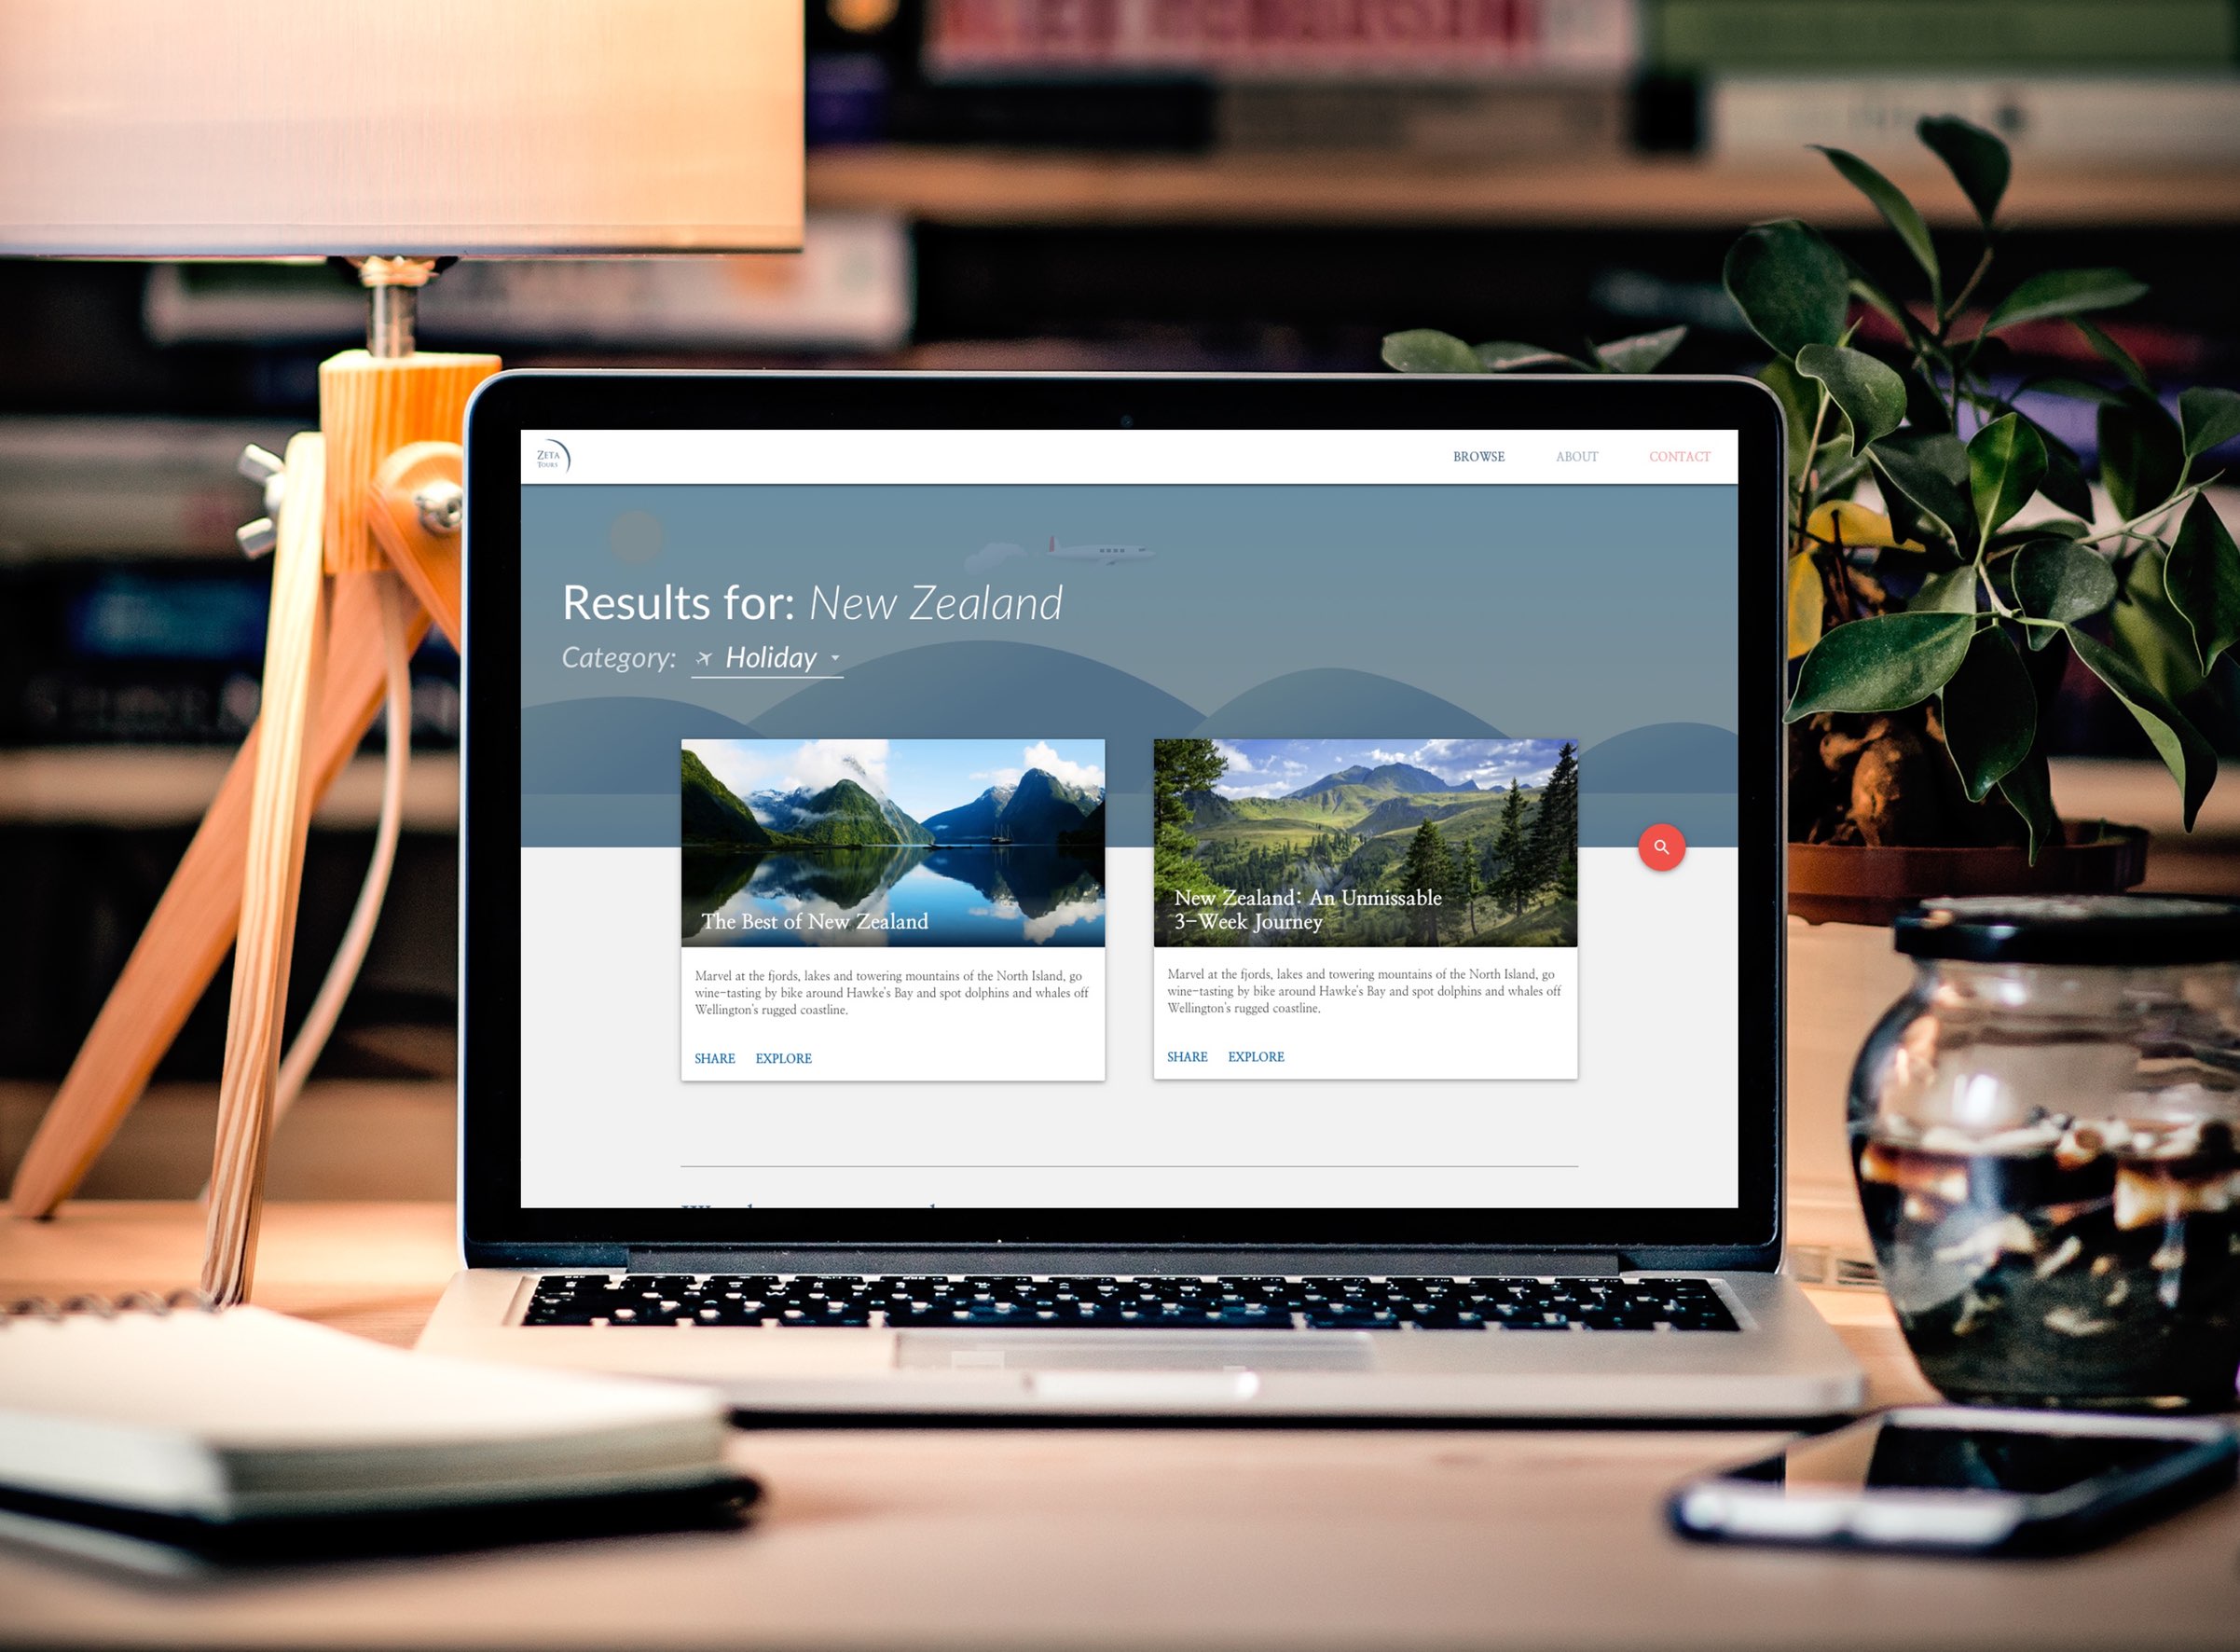 ZETA
TOURS
BROWSE
ABOUT
CONTACT
Results for: New Zealand
Category: Holiday
The Best of New Zealand
Marvel at the fjords, lakes and towering mountains of the North Island, go
wine-tasting by bike around Hawke's Bay and spot dolphins and whales off
Wellington's rugged coastline.
SHARE EXPLORE
New Zealand: An Unmissable
3-Week Journey
Marvel at the fjords, lakes and towering mountains of the North Island, go
wine-tasting by bike around Hawke's Bay and spot dolphins and whales off
Wellington's rugged coastline.
SHARE EXPLORE